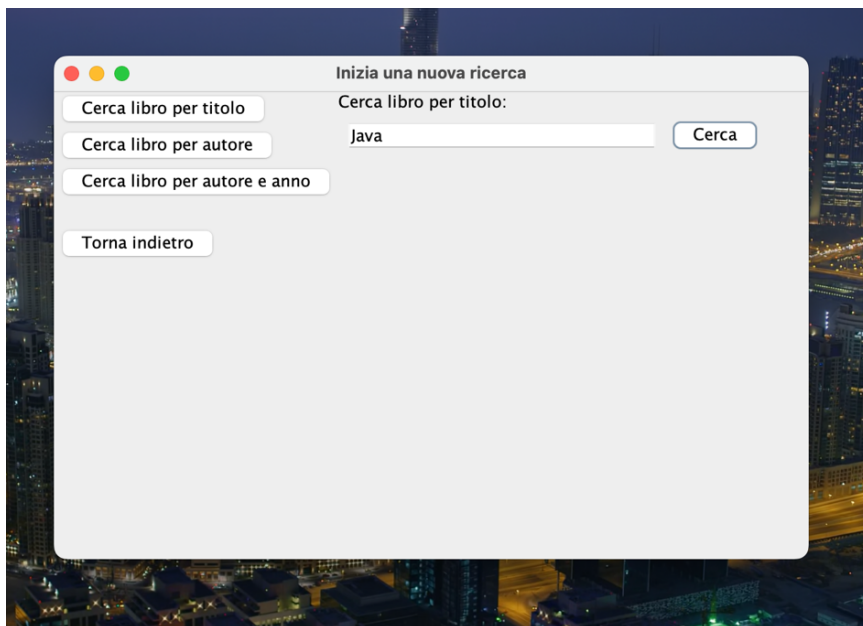 Inizia una nuova ricerca
Cerca libro per titolo
Cerca libro per autore
Cerca libro per autore e anno
Torna indietro
Cerca libro per titolo:
Java
Cerca